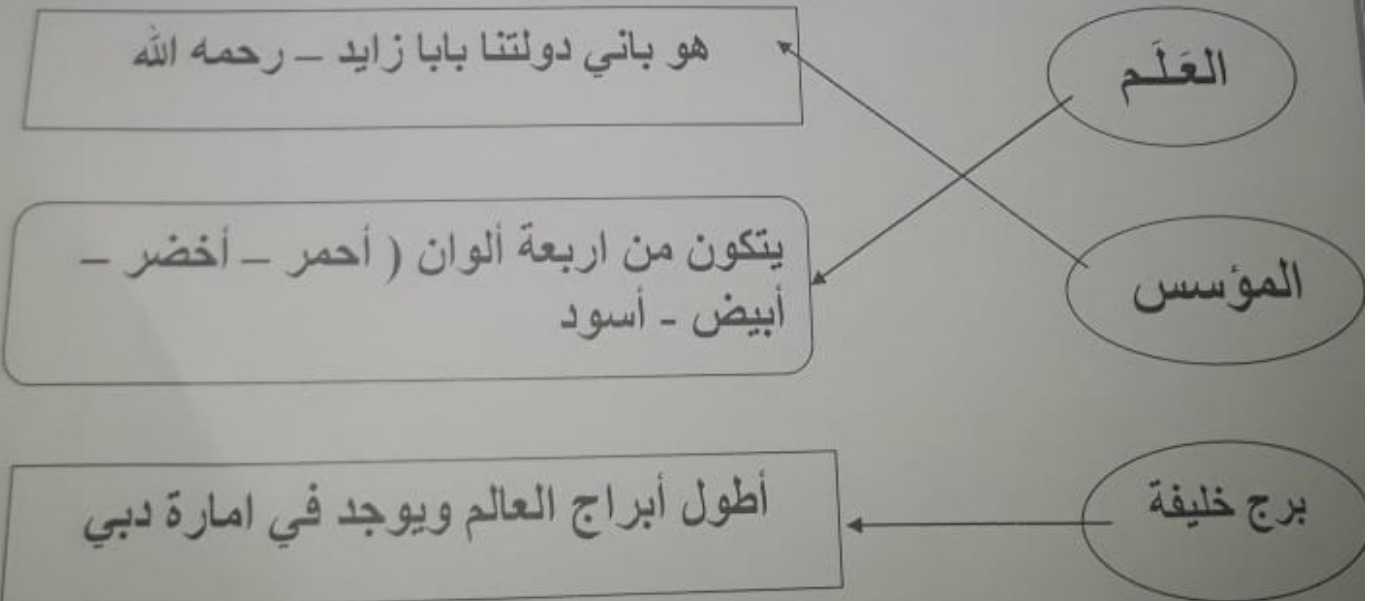 العَلَم
هو باني دولتنا بابا زايد – رحمه الله
المؤسس
يتكون من اربعة ألوان ( أحمر – أخضر –
أبيض - أسود
برج خليفة
أطول أبراج العالم ويوجد في امارة دبي